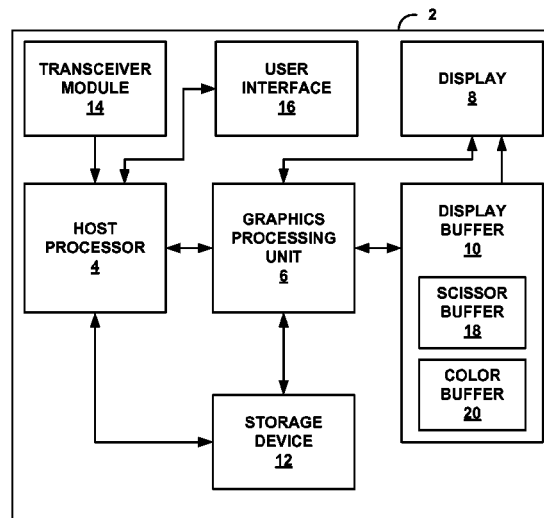 2
TRANSCEIVER
MODULE
14
USER
INTERFACE
16
DISPLAY
8
HOST
PROCESSOR
4
GRAPHICS
PROCESSING
UNIT
6
DISPLAY
BUFFER
10
SCISSOR
BUFFER
18
COLOR
BUFFER
20
STORAGE
DEVICE
12